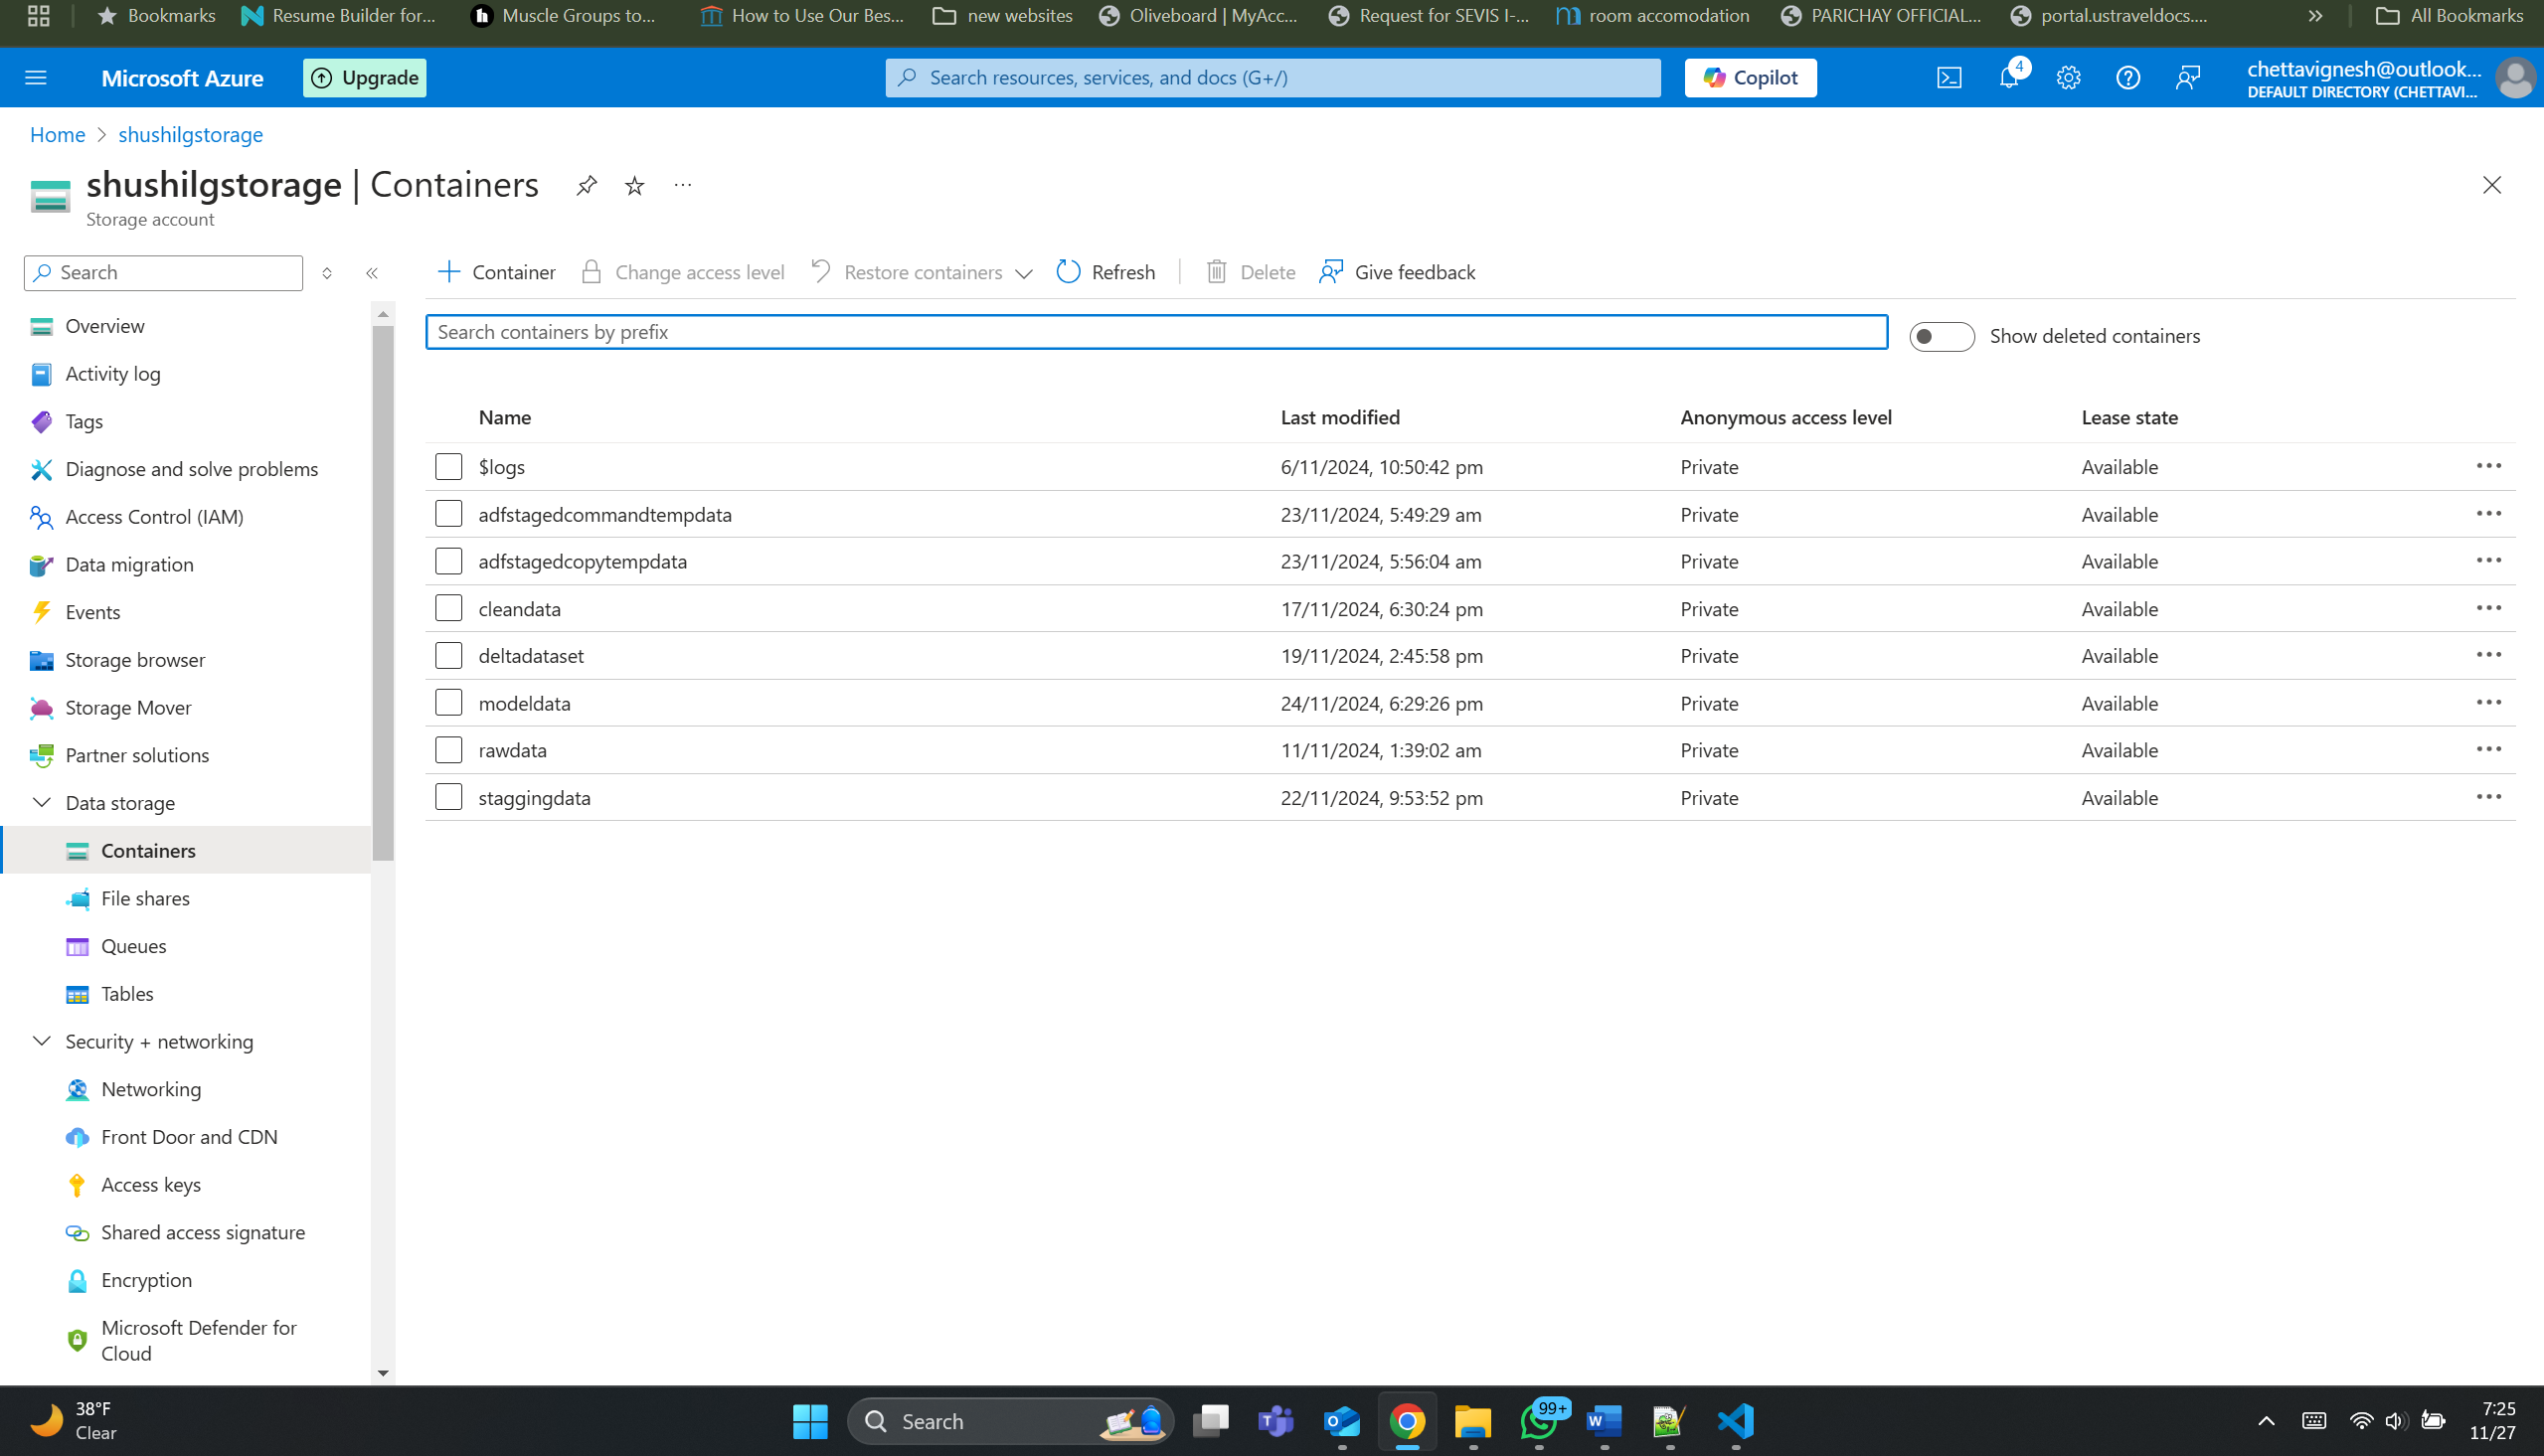 Bookmarks
Resume Builder for...
Muscle Groups to...
How to Use Our Bes...
new websites
Oliveboard | MyAcc...
Request for SEVIS I-...
room accomodation
PARICHAY OFFICIAL...
portal.ustraveldocs....
»
All Bookmarks
Microsoft Azure
Upgrade
Search resources, services, and docs (G+/)
Copilot
4
chettavignesh@outlook...
DEFAULT DIRECTORY (CHETTAVI...
Home > shushilgstorage
shushilgstorage | Containers
...
Storage account
Search
«
Container
Change access level
Restore containers
Refresh
Delete
Give feedback
Search containers by prefix
Show deleted containers
Overview
Activity log
Tags
Diagnose and solve problems
Access Control (IAM)
Data migration
Events
Storage browser
Storage Mover
Partner solutions
Data storage
Containers
File shares
Queues
Tables
Security + networking
Networking
Front Door and CDN
Access keys
Shared access signature
Encryption
Microsoft Defender for
Cloud
Name Last modified Anonymous access level Lease state
$logs 6/11/2024, 10:50:42 pm Private Available ...
adfstagedcommandtempdata 23/11/2024, 5:49:29 am Private Available ...
adfstagedcopytempdata 23/11/2024, 5:56:04 am Private Available ...
cleandata 17/11/2024, 6:30:24 pm Private Available ...
deltadataset 19/11/2024, 2:45:58 pm Private Available ...
modeldata 24/11/2024, 6:29:26 pm Private Available ...
rawdata 11/11/2024, 1:39:02 am Private Available ...
staggingdata 22/11/2024, 9:53:52 pm Private Available ...
38°F
Clear
Search
99+
7:25
11/27